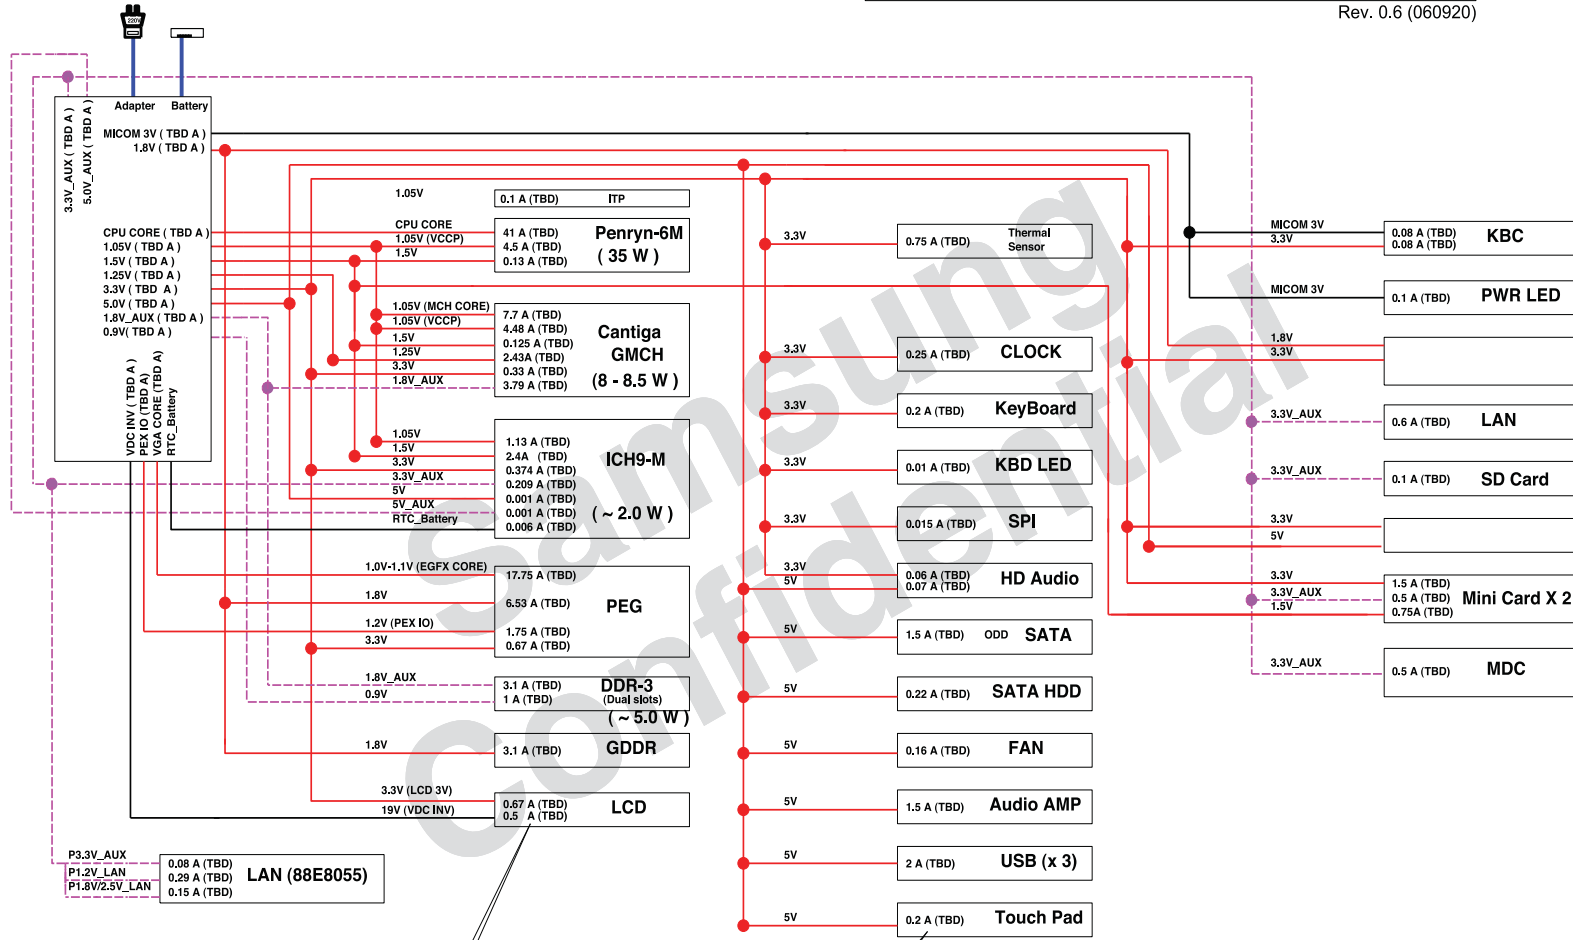 Rev. 0.6 (060920)
220V
Adapter
Battery
3.3V_AUX ( TBD A )
5.0V_AUX ( TBD A )
MICOM 3V ( TBD A )
1.8V ( TBD A )
CPU CORE ( TBD A )
1.05V ( TBD A )
1.5V ( TBD A )
1.25V ( TBD A )
3.3V ( TBD A )
5.0V ( TBD A )
1.8V_AUX ( TBD A )
0.9V( TBD A )
VDC INV ( TBD A )
PEX IO (TBD A)
VGA CORE (TBD A)
RTC_Battery
1.05V
0.1 A (TBD) ITP
CPU CORE
1.05V (VCCP)
1.5V
41 A (TBD)
4.5 A (TBD)
0.13 A (TBD)
Penryn-6M
( 35 W )
1.05V (MCH CORE)
1.05V (VCCP)
1.5V
1.25V
3.3V
1.8V_AUX
7.7 A (TBD)
4.48 A (TBD)
0.125 A (TBD)
2.43A (TBD)
0.33 A (TBD)
3.79 A (TBD)
Cantiga
GMCH
(8 - 8.5 W )
1.05V
1.5V
3.3V
3.3V_AUX
5V
5V_AUX
RTC_Battery
1.13 A (TBD)
2.4A (TBD)
0.374 A (TBD)
0.209 A (TBD)
0.001 A (TBD)
0.001 A (TBD)
0.006 A (TBD)
ICH9-M
( ~ 2.0 W )
1.0V-1.1V (EGFX CORE)
1.8V
1.2V (PEX IO)
3.3V
17.75 A (TBD)
6.53 A (TBD)
1.75 A (TBD)
0.67 A (TBD)
PEG
1.8V_AUX
0.9V
3.1 A (TBD)
1 A (TBD)
DDR-3
(Dual slots)
( ~ 5.0 W )
1.8V
3.1 A (TBD) GDDR
3.3V (LCD 3V)
19V (VDC INV)
0.67 A (TBD)
0.5 A (TBD)
LCD
P3.3V_AUX
P1.2V_LAN
P1.8V/2.5V_LAN
0.08 A (TBD)
0.29 A (TBD)
0.15 A (TBD)
LAN (88E8055)
3.3V
0.75 A (TBD)
Thermal
Sensor
3.3V
0.25 A (TBD) CLOCK
3.3V
0.2 A (TBD) KeyBoard
3.3V
0.01 A (TBD) KBD LED
3.3V
0.015 A (TBD) SPI
3.3V
5V
0.06 A (TBD)
0.07 A (TBD)
HD Audio
5V
1.5 A (TBD) ODD SATA
5V
0.22 A (TBD) SATA HDD
5V
0.16 A (TBD) FAN
5V
1.5 A (TBD) Audio AMP
5V
2 A (TBD) USB (x 3)
5V
0.2 A (TBD) Touch Pad
MICOM 3V
3.3V
0.08 A (TBD)
0.08 A (TBD)
KBC
MICOM 3V
0.1 A (TBD) PWR LED
1.8V
3.3V
3.3V_AUX
0.6 A (TBD) LAN
3.3V_AUX
0.1 A (TBD) SD Card
3.3V
5V
3.3V
3.3V_AUX
1.5V
1.5 A (TBD)
0.5 A (TBD)
0.75A (TBD)
Mini Card X 2
3.3V_AUX
0.5 A (TBD) MDC
Samsung
Confidential